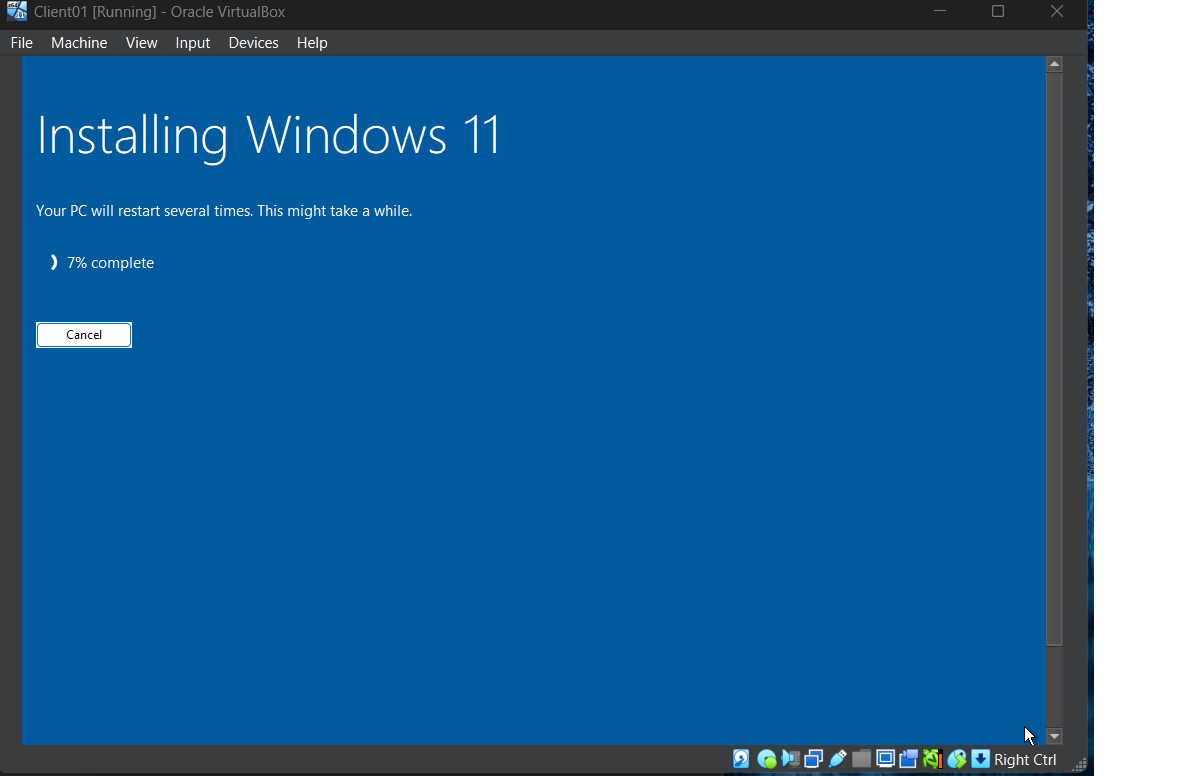 Client01 [Running] - Oracle VirtualBox
File Machine View Input Devices Help
Installing Windows 11
Your PC will restart several times. This might take a while.
7% complete
Cancel
Right Ctrl